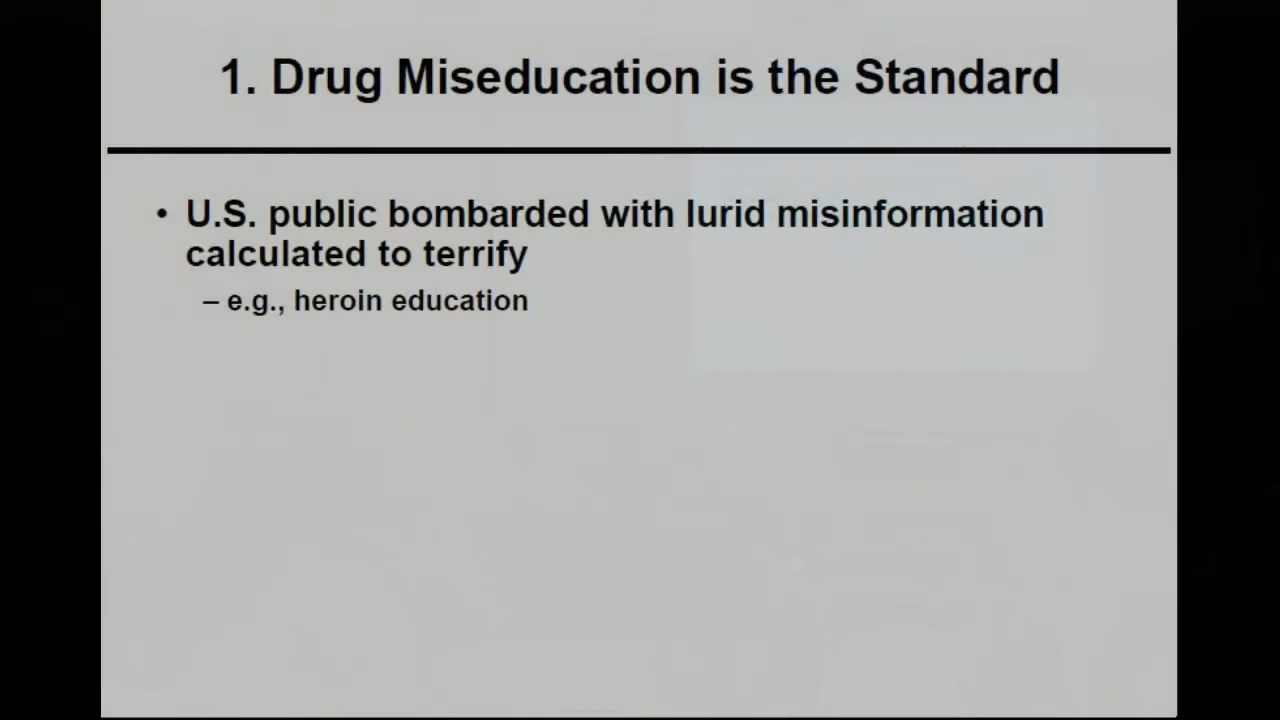 1. Drug Miseducation is the Standard
• U.S. public bombarded with lurid misinformation
calculated to terrify
– e.g., heroin education